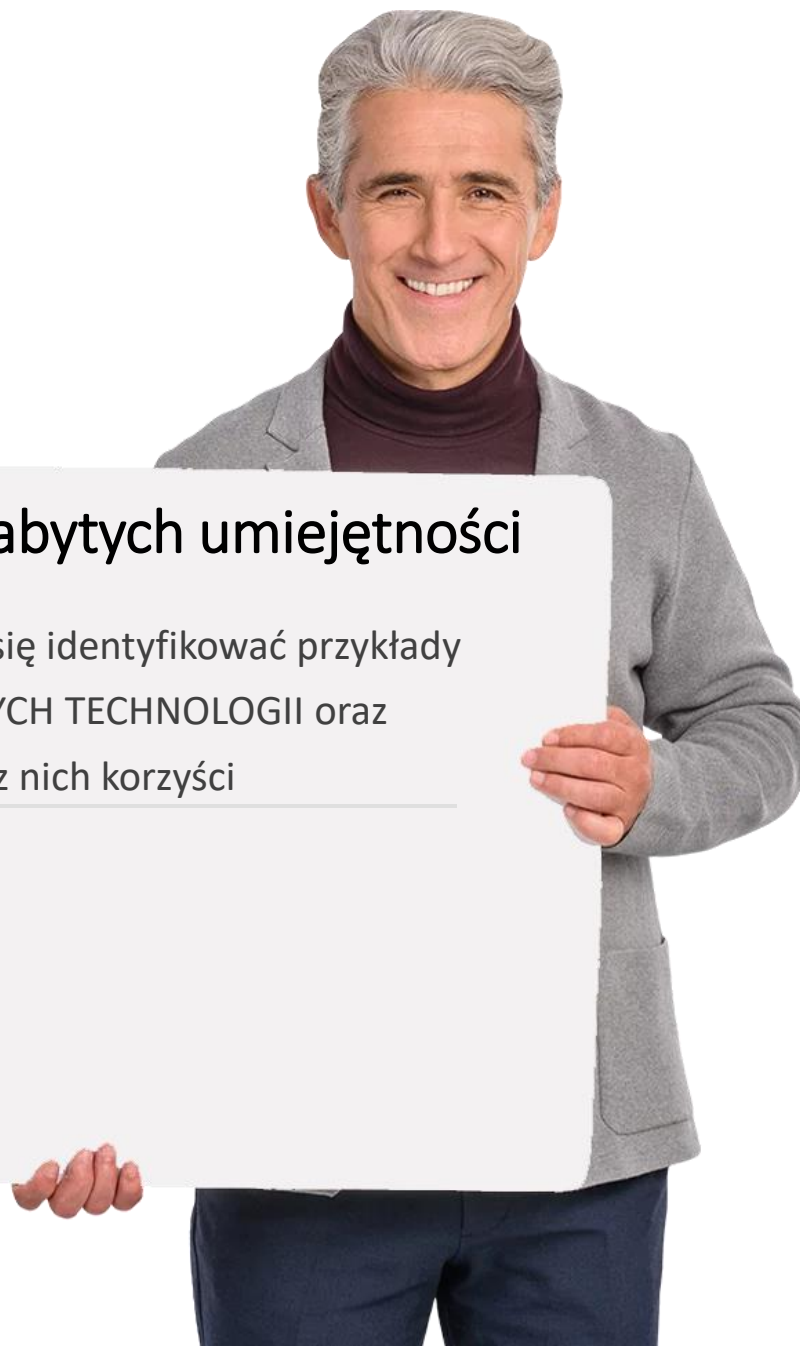 abytych umiejętności
się identyfikować przykłady
YCH TECHNOLOGII oraz
z nich korzyści